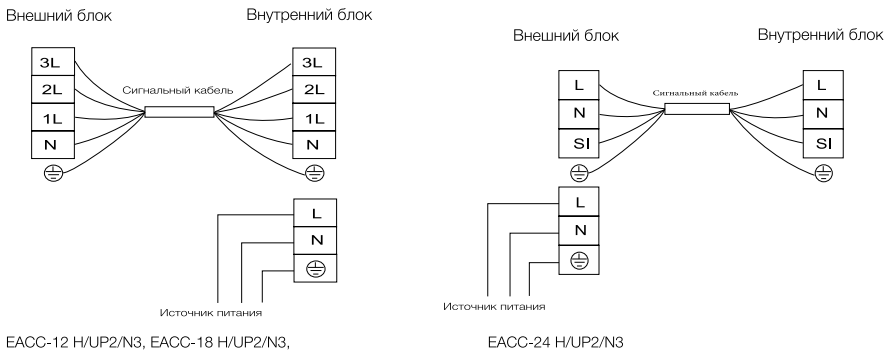 Внешний блок
Внутренний блок
3L
2L
1L
N
Сигнальный кабель
3L
2L
1L
N
L
N
Источник питания
EACC-12 H/UP2/N3, EACC-18 H/UP2/N3,
Внешний блок
Внутренний блок
L
N
SI
Сигнальный кабель
L
N
SI
L
N
Источник питания
EACC-24 H/UP2/N3